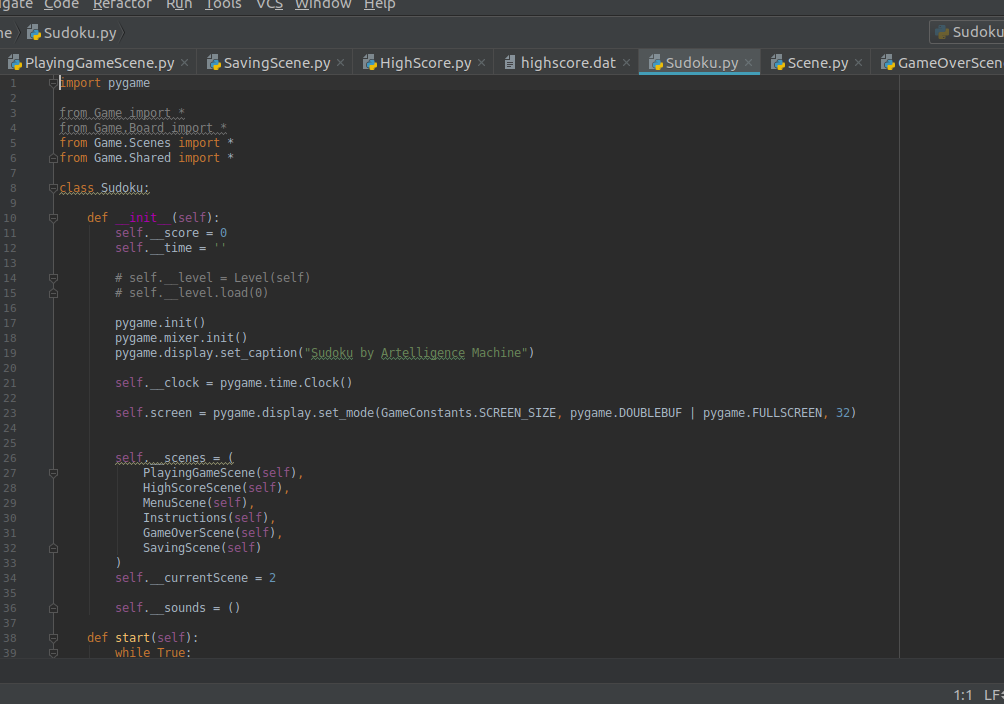 igate Code Refactor Run Tools VCS Window Help
ne Sudoku.py Sudoku
PlayingGameScene.py SavingScene.py HighScore.py highscore.dat Sudoku.py Scene.py GameOverScen
1 import pygame
2
3 from Game import *
4 from Game.Board import *
5 from Game.Scenes import *
6 from Game.Shared import *
7
8 class Sudoku:
9
10 def __init__(self):
11 self.__score = 0
12 self.__time = ''
13
14 # self.__level = Level(self)
15 # self.__level.load(0)
16
17 pygame.init()
18 pygame.mixer.init()
19 pygame.display.set_caption("Sudoku by Artelligence Machine")
20
21 self.__clock = pygame.time.Clock()
22
23 self.screen = pygame.display.set_mode(GameConstants.SCREEN_SIZE, pygame.DOUBLEBUF | pygame.FULLSCREEN, 32)
24
25
26 self.__scenes = (
27 PlayingGameScene(self),
28 HighScoreScene(self),
29 MenuScene(self),
30 Instructions(self),
31 GameOverScene(self),
32 SavingScene(self)
33 )
34 self.__currentScene = 2
35
36 self.__sounds = ()
37
38 def start(self):
39 while True:
1:1 LF